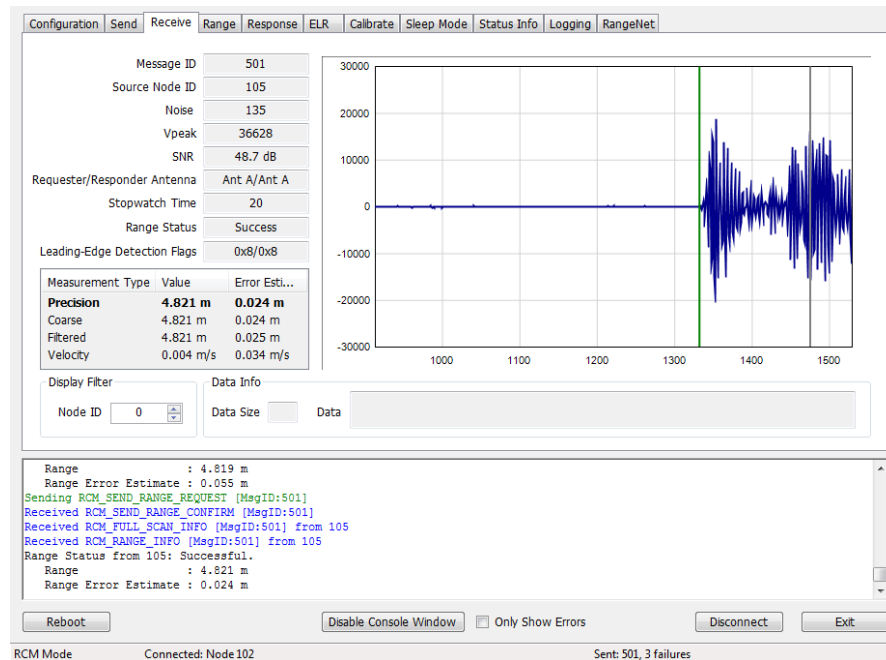 Configuration Send Receive Range Response ELR Calibrate Sleep Mode Status Info Logging RangeNet
Message ID 501
Source Node ID 105
Noise 135
Vpeak 36628
SNR 48.7 dB
Requester/Responder Antenna Ant A/Ant A
Stopwatch Time 20
Range Status Success
Leading-Edge Detection Flags 0x8/0x8
Measurement Type Value Error Esti...
Precision 4.821 m 0.024 m
Coarse 4.821 m 0.024 m
Filtered 4.821 m 0.025 m
Velocity 0.004 m/s 0.034 m/s
30000
20000
10000
0
-10000
-20000
-30000
1000 1100 1200 1300 1400 1500
Display Filter
Node ID 0
Data Info
Data Size Data
Range : 4.819 m
Range Error Estimate : 0.055 m
Sending RCM_SEND_RANGE_REQUEST [MsgID:501]
Received RCM_SEND_RANGE_CONFIRM [MsgID:501]
Received RCM_FULL_SCAN_INFO [MsgID:501] from 105
Received RCM_RANGE_INFO [MsgID:501] from 105
Range Status from 105: Successful.
Range : 4.821 m
Range Error Estimate : 0.024 m
Reboot Disable Console Window Only Show Errors Disconnect Exit
RCM Mode Connected: Node 102 Sent: 501, 3 failures